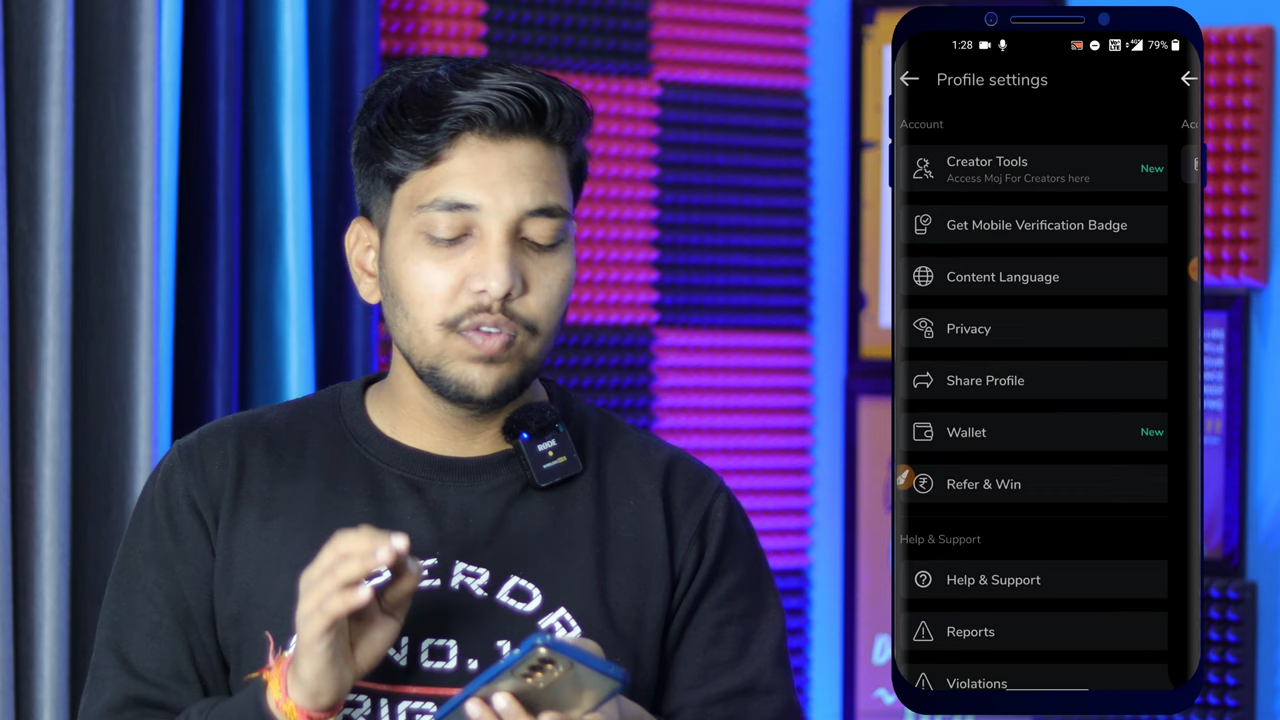 1:28
79%
Profile settings
Account
Creator Tools
Access Moj For Creators here
New
Get Mobile Verification Badge
Content Language
Privacy
Share Profile
Wallet
New
Refer & Win
Help & Support
Help & Support
Reports
Violations
RODE
NO.